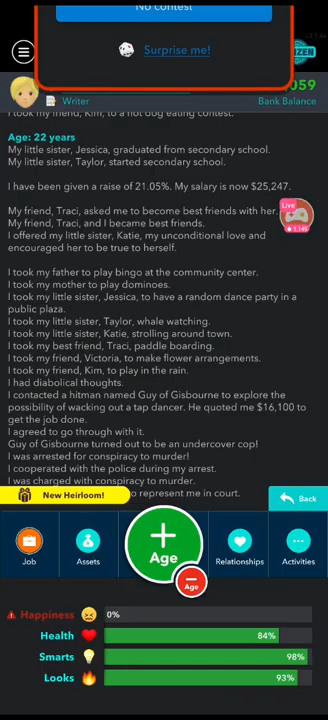 No contest
Surprise me!
Writer
059
Bank Balance
I took my friend, Kim, to a hot dog eating contest.
Age: 22 years
My little sister, Jessica, graduated from secondary school.
My little sister, Taylor, started secondary school.
I have been given a raise of 21.05%. My salary is now $25,247.
My friend, Traci, asked me to become best friends with her.
My friend, Traci, and I became best friends.
I offered my little sister, Katie, my unconditional love and
encouraged her to be true to herself.
Live
3,145
I took my father to play bingo at the community center.
I took my mother to play dominoes.
I took my little sister, Jessica, to have a random dance party in a
public plaza.
I took my little sister, Taylor, whale watching.
I took my little sister, Katie, strolling around town.
I took my best friend, Traci, paddle boarding.
I took my friend, Victoria, to make flower arrangements.
I took my friend, Kim, to play in the rain.
I had diabolical thoughts.
I contacted a hitman named Guy of Gisbourne to explore the
possibility of wacking out a tap dancer. He quoted me $16,100 to
get the job done.
I agreed to go through with it.
Guy of Gisbourne turned out to be an undercover cop!
I was arrested for conspiracy to murder!
I cooperated with the police during my arrest.
I was charged with conspiracy to murder.
New Heirloom!
o represent me in court.
Back
Job
Assets
Age
Age
Relationships
Activities
Happiness
0%
Health
84%
Smarts
98%
Looks
93%